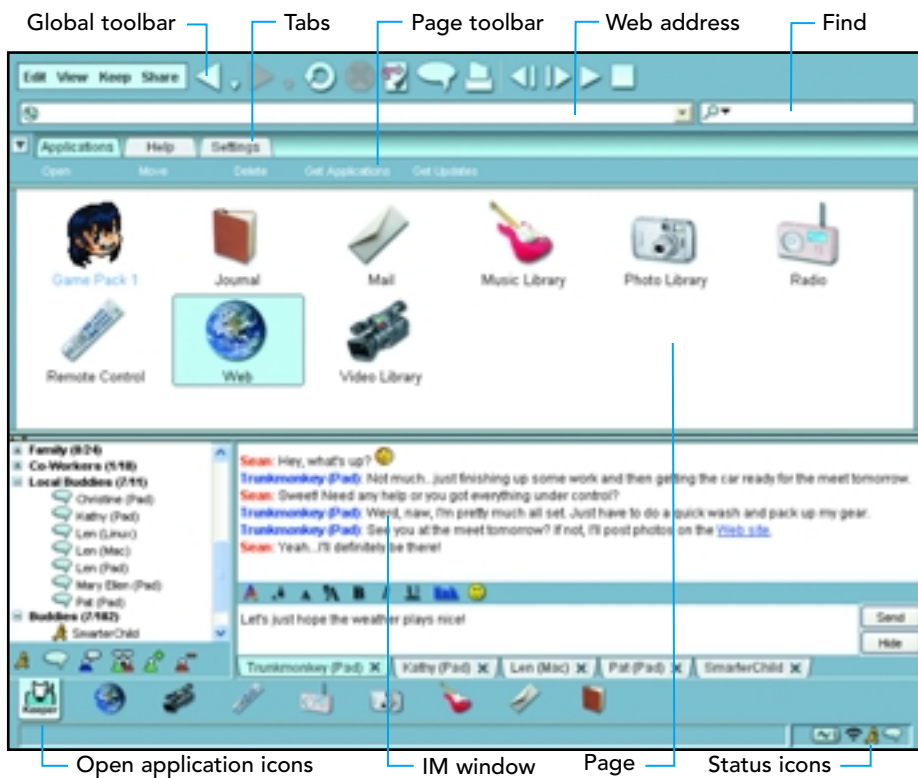 Global toolbar Tabs Page toolbar Web address Find
Edit View Keep Share
Applications Help Settings
Open Move Delete Get Applications Get Updates
Game Pack 1 Journal Mail Music Library Photo Library Radio
Remote Control Web Video Library
Family (8/24)
Co-Workers (1/18)
Local Buddies (7/11)
Christine (Pad)
Kathy (Pad)
Len (Linux)
Len (Mac)
Len (Pad)
Mary Ellen (Pad)
Pat (Pad)
Buddies (7/102)
SmarterChild
Sean: Hey, what's up?
Trunkmonkey (Pad): Not much...just finishing up some work and then getting the car ready for the meet tomorrow.
Sean: Sweet! Need any help or you got everything under control?
Trunkmonkey (Pad): Werd, naw, I'm pretty much all set. Just have to do a quick wash and pack up my gear.
Trunkmonkey (Pad): See you at the meet tomorrow? If not, I'll post photos on the Web site.
Sean: Yeah...I'll definitely be there!
A A A A B I U link
Let's just hope the weather plays nice!
Send
Hide
Trunkmonkey (Pad) X Kathy (Pad) X Len (Mac) X Pat (Pad) X SmarterChild X
Keeper
Open application icons IM window Page Status icons